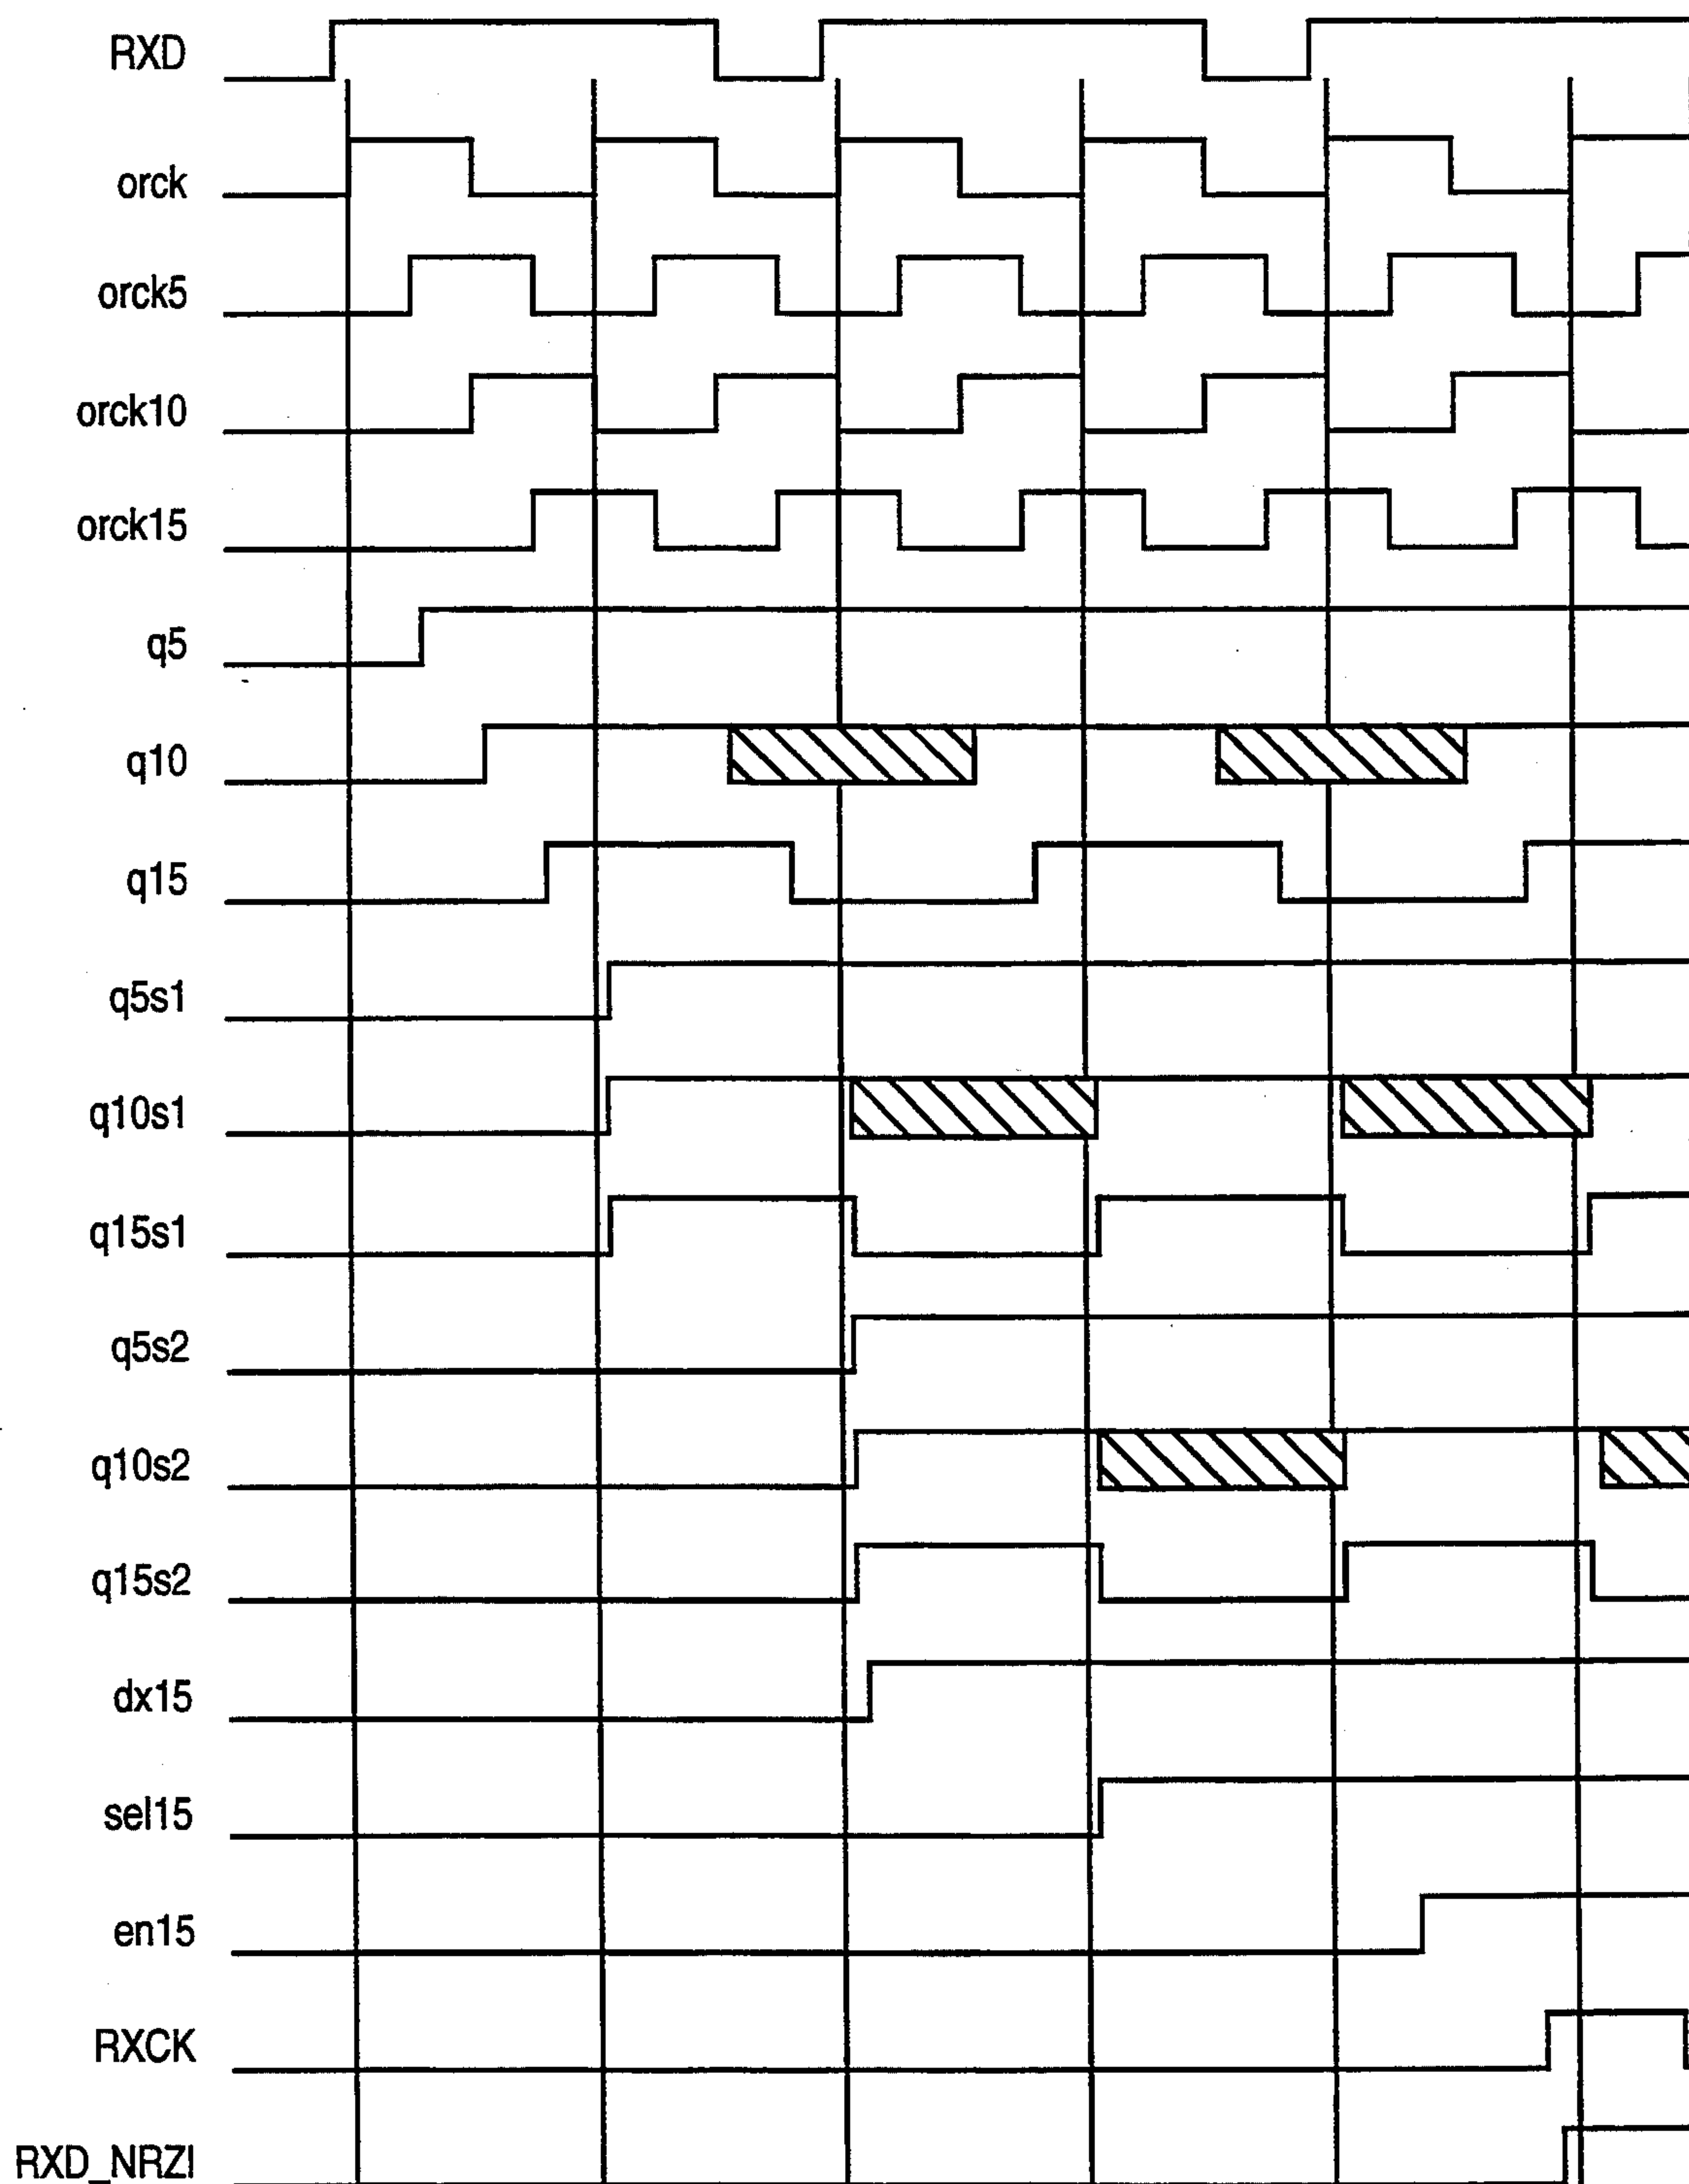 RXD
orck
orck5
orck10
orck15
q5
q10
q15
q5s1
q10s1
q15s1
q5s2
q10s2
q15s2
dx15
sel15
en15
RXCK
RXD_NRZI